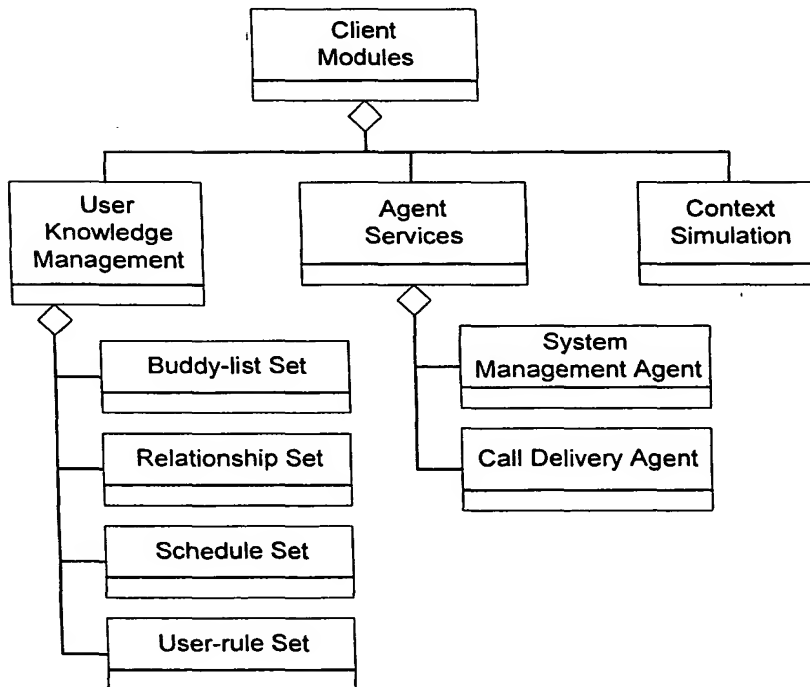 Client
Modules
User
Knowledge
Management
Agent
Services
Context
Simulation
Buddy-list Set
Relationship Set
Schedule Set
User-rule Set
System
Management Agent
Call Delivery Agent